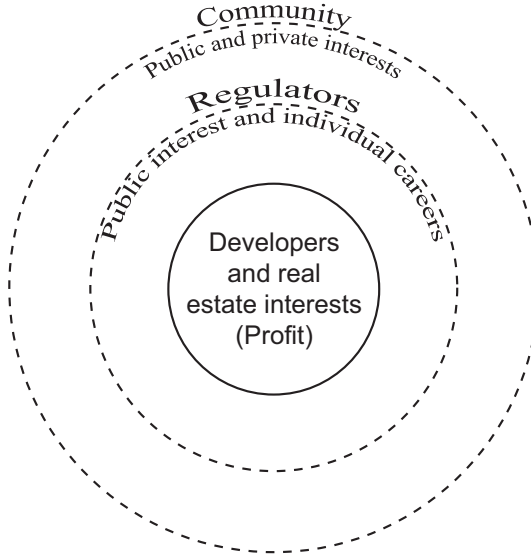 Community
Public and private interests
Regulators
Public interest and individual careers
Developers
and real
estate interests
(Profit)